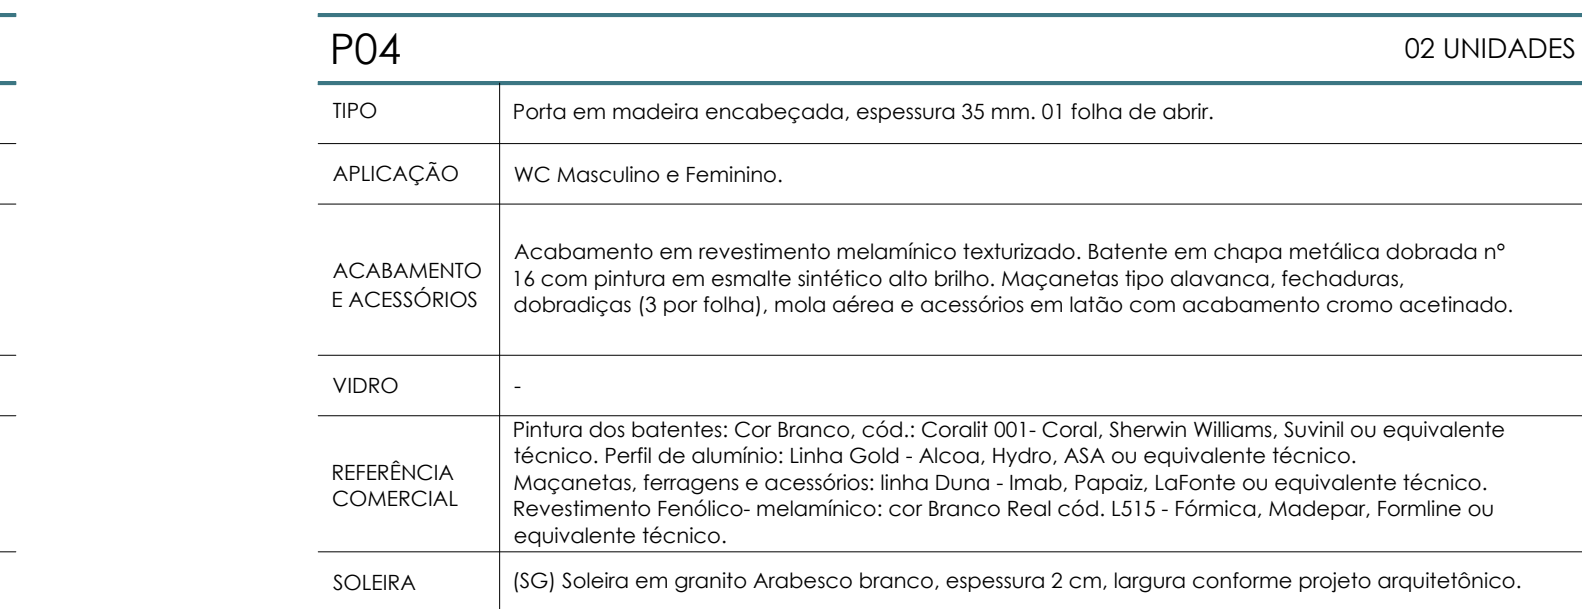 P04
02 UNIDADES
TIPO
Porta em madeira encabeçada, espessura 35 mm. 01 folha de abrir.
APLICAÇÃO
WC Masculino e Feminino.
ACABAMENTO
E ACESSÓRIOS
Acabamento em revestimento melamínico texturizado. Batente em chapa metálica dobrada nº
16 com pintura em esmalte sintético alto brilho. Maçanetas tipo alavanca, fechaduras,
dobradiças (3 por folha), mola aérea e acessórios em latão com acabamento cromo acetinado.
VIDRO
-
REFERÊNCIA
COMERCIAL
Pintura dos batentes: Cor Branco, cód.: Coralit 001- Coral, Sherwin Williams, Suvinil ou equivalente
técnico. Perfil de alumínio: Linha Gold - Alcoa, Hydro, ASA ou equivalente técnico.
Maçanetas, ferragens e acessórios: linha Duna - Imab, Papaiz, LaFonte ou equivalente técnico.
Revestimento Fenólico- melamínico: cor Branco Real cód. L515 - Fórmica, Madepar, Formline ou
equivalente técnico.
SOLEIRA
(SG) Soleira em granito Arabesco branco, espessura 2 cm, largura conforme projeto arquitetônico.